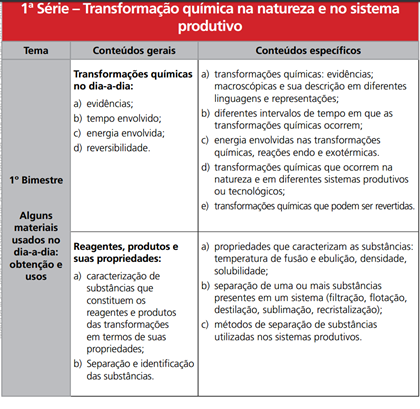 1ª Série – Transformação química na natureza e no sistema
produtivo
Tema
Conteúdos gerais
Conteúdos específicos
1º Bimestre
Alguns
materiais
usados no
dia-a-dia:
obtenção e
usos
Transformações químicas
no dia-a-dia:
a) evidências;
b) tempo envolvido;
c) energia envolvida;
d) reversibilidade.
a) transformações químicas: evidências;
macroscópicas e sua descrição em diferentes
linguagens e representações;
b) diferentes intervalos de tempo em que as
transformações químicas ocorrem;
c) energia envolvidas nas transformações
químicas, reações endo e exotérmicas.
d) transformações químicas que ocorrem na
natureza e em diferentes sistemas produtivos
ou tecnológicos;
e) transformações químicas que podem ser revertidas.
Reagentes, produtos e
suas propriedades:
a) caracterização de
substâncias que
constituem os
reagentes e produtos
das transformações
em termos de suas
propriedades;
b) Separação e identificação
das substâncias.
a) propriedades que caracterizam as substâncias:
temperatura de fusão e ebulição, densidade,
solubilidade;
b) separação de uma ou mais substâncias
presentes em um sistema (filtração, flotação,
destilação, sublimação, recristalização);
c) métodos de separação de substâncias
utilizadas nos sistemas produtivos.